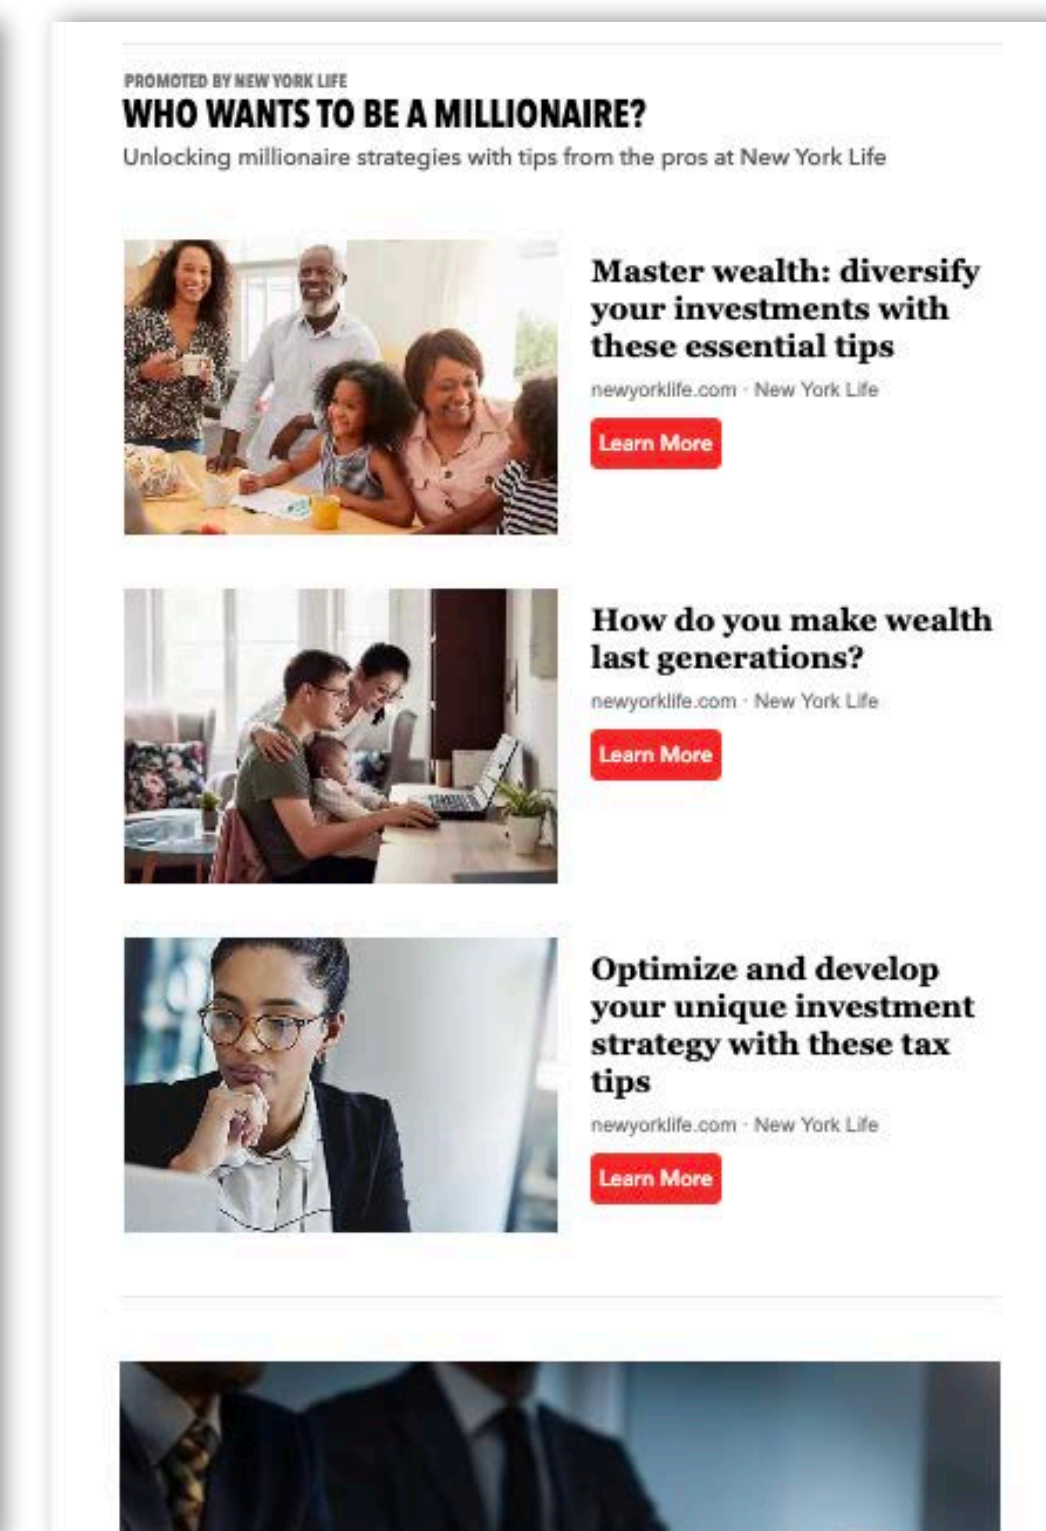 PROMOTED BY NEW YORK LIFE
WHO WANTS TO BE A MILLIONAIRE?
Unlocking millionaire strategies with tips from the pros at New York Life
Master wealth: diversify
your investments with
these essential tips
newyorklife.com · New York Life
Learn More
How do you make wealth
last generations?
newyorklife.com · New York Life
Learn More
Optimize and develop
your unique investment
strategy with these tax
tips
newyorklife.com · New York Life
Learn More